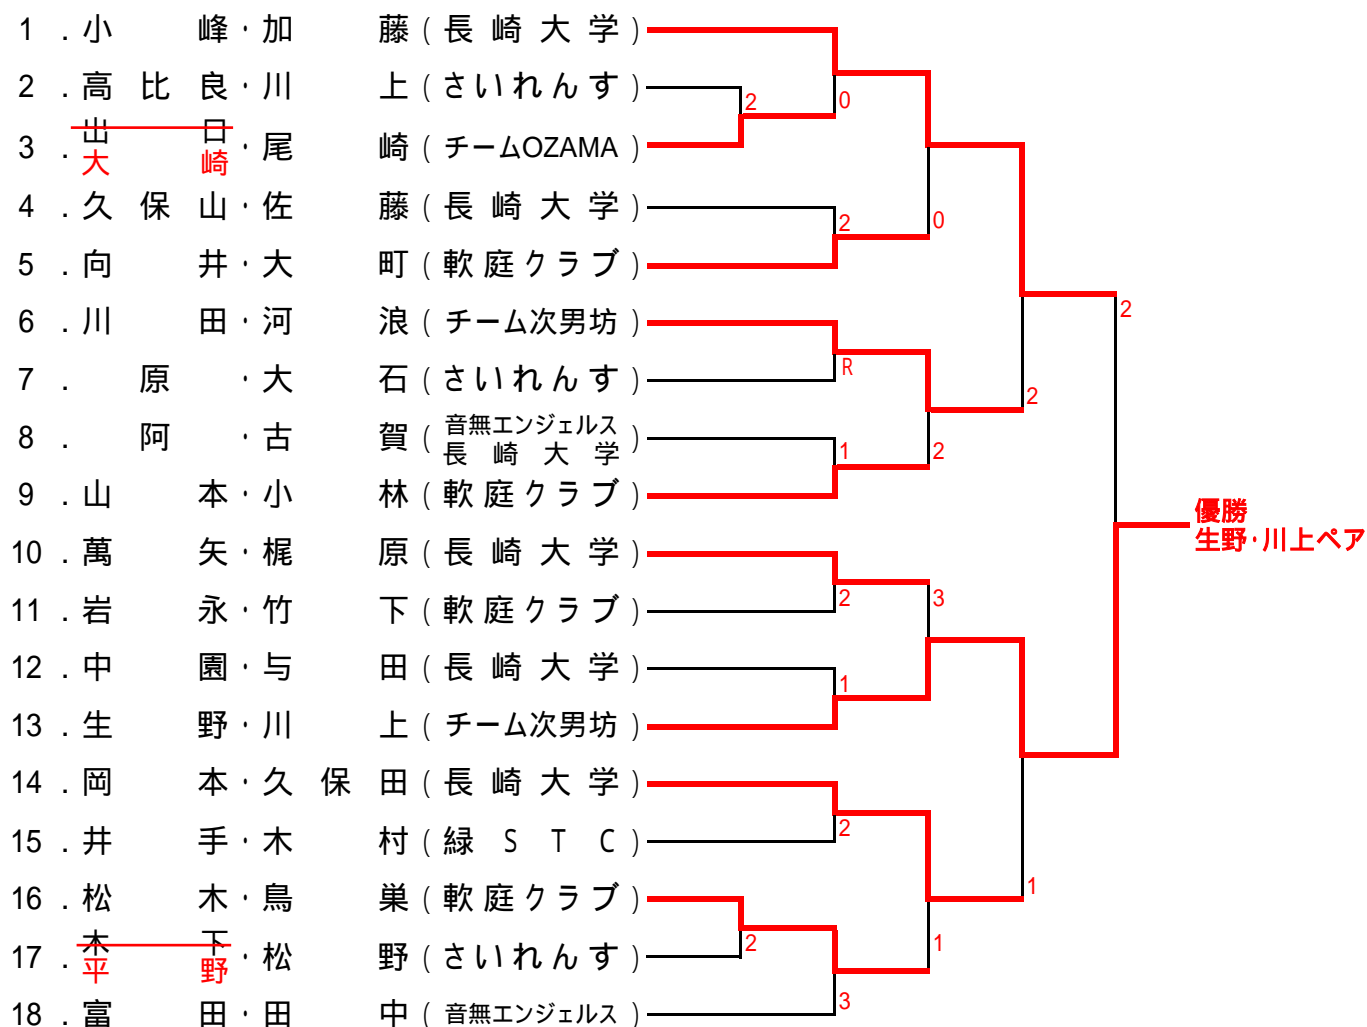 1 .小 峰・加 藤(長 崎 大 学)
2 .高 比 良・川 上(さいれんす)
2
0
山 口
3 . ・尾 崎(チームOZAMA)
大 崎
4 .久 保 山・佐 藤(長 崎 大 学)
2
0
5 .向 井・大 町(軟庭クラブ)
6 .川 田・河 浪(チーム次男坊)
2
R
7 . 原 ・大 石(さいれんす)
2
音無エンジェルス
8 . 阿 ・古 賀( )
長 崎 大 学
1
2
9 .山 本・小 林(軟庭クラブ)
優勝
生野・川上ペア
10 .萬 矢・梶 原(長 崎 大 学)
2
3
11 .岩 永・竹 下(軟庭クラブ)
12 .中 園・与 田(長 崎 大 学)
1
13 .生 野・川 上(チーム次男坊)
14 .岡 本・久 保 田(長 崎 大 学)
2
15 .井 手・木 村(緑 S T C)
16 .松 木・鳥 巣(軟庭クラブ)
1
木 下
17 . ・松 野(さいれんす)
平 野
2
1
3
18 .富 田・田 中(音無エンジェルス)